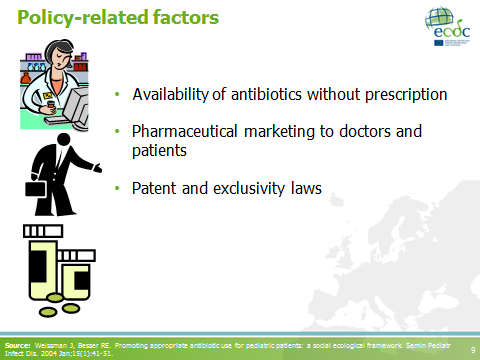 Policy-related factors
ecdc
• Availability of antibiotics without prescription
• Pharmaceutical marketing to doctors and
patients
• Patent and exclusivity laws
Source: Weissman J, Besser RE. Promoting appropriate antibiotic use for pediatric patients: a social ecological framework. Semin Pediatr
Infect Dis. 2004 Jan;15(1):41-51.
9